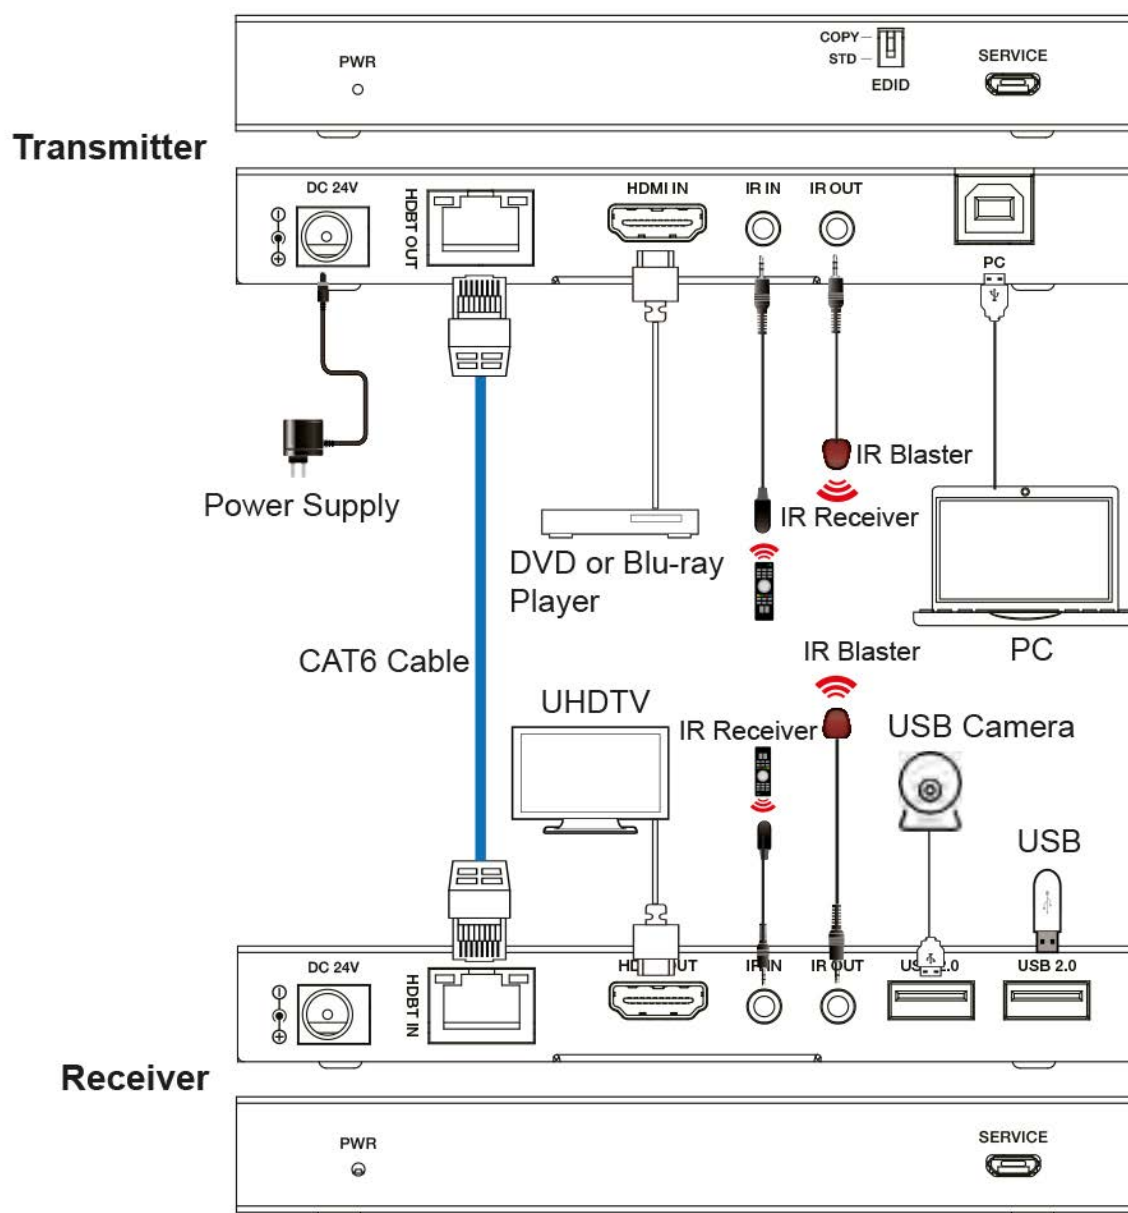 COPY
STD
EDID
PWR
SERVICE
Transmitter
DC 24V
HDBT OUT
HDMI IN
IR IN
IR OUT
PC
IR Blaster
Power Supply
IR Receiver
DVD or Blu-ray
Player
CAT6 Cable
IR Blaster
PC
UHDTV
IR Receiver
USB Camera
USB
DC 24V
HDBT IN
IR IN
IR OUT
USB 2.0
Receiver
PWR
SERVICE